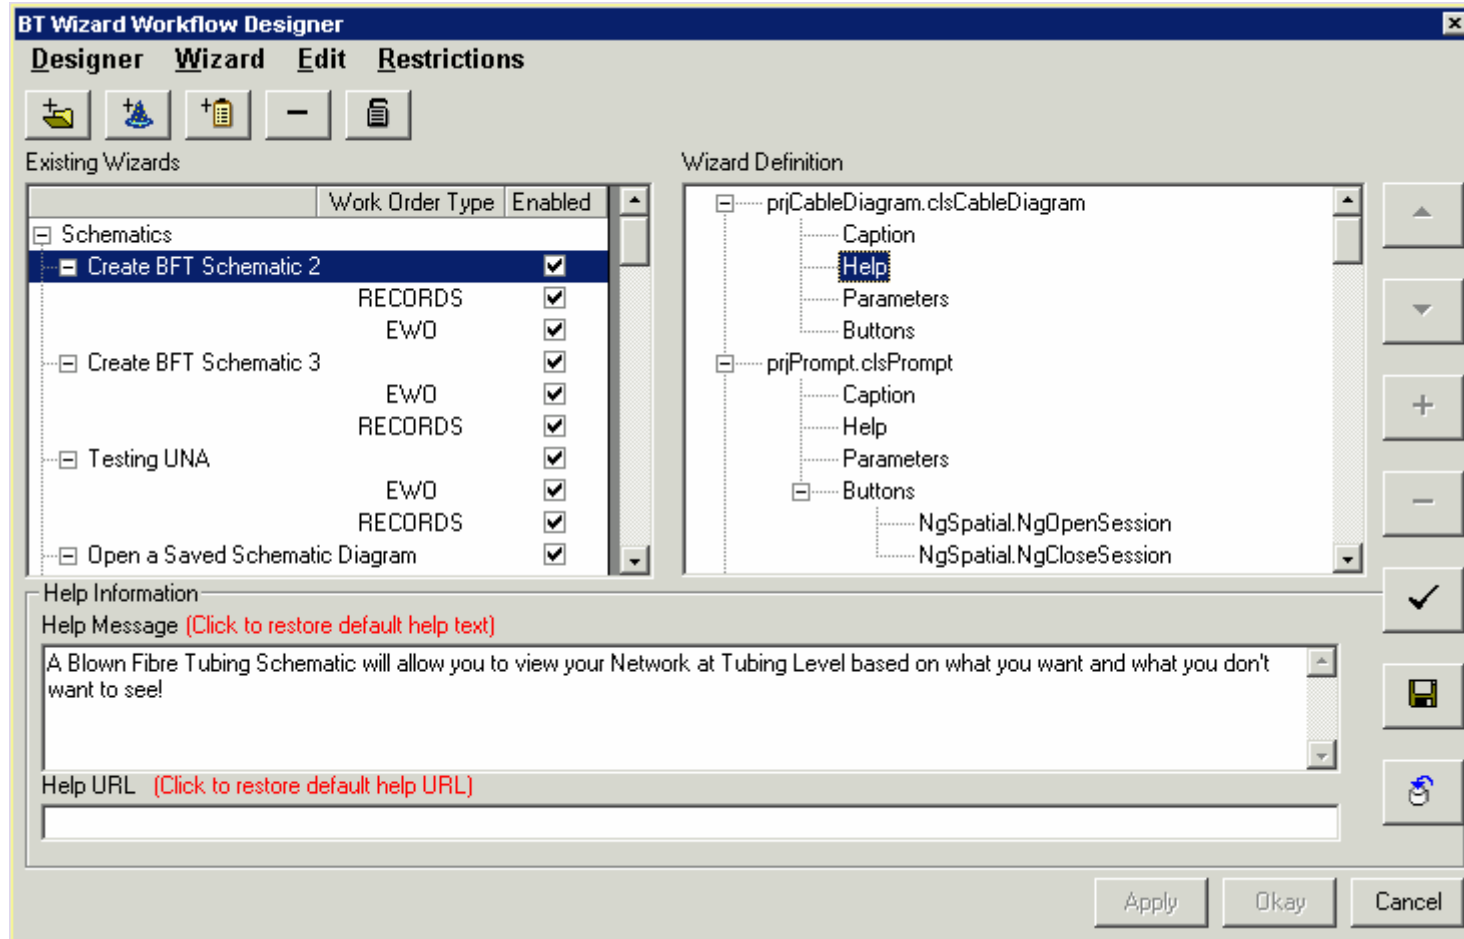 BT Wizard Workflow Designer
Designer Wizard Edit Restrictions
Existing Wizards
Work Order Type Enabled
Schematics
Create BFT Schematic 2
RECORDS
EWO
Create BFT Schematic 3
EWO
RECORDS
Testing UNA
EWO
RECORDS
Open a Saved Schematic Diagram
Wizard Definition
prjCableDiagram.clsCableDiagram
Caption
Help
Parameters
Buttons
prjPrompt.clsPrompt
Caption
Help
Parameters
Buttons
NgSpatial.NgOpenSession
NgSpatial.NgCloseSession
Help Information
Help Message (Click to restore default help text)
A Blown Fibre Tubing Schematic will allow you to view your Network at Tubing Level based on what you want and what you don't
want to see!
Help URL (Click to restore default help URL)
Apply Okay Cancel